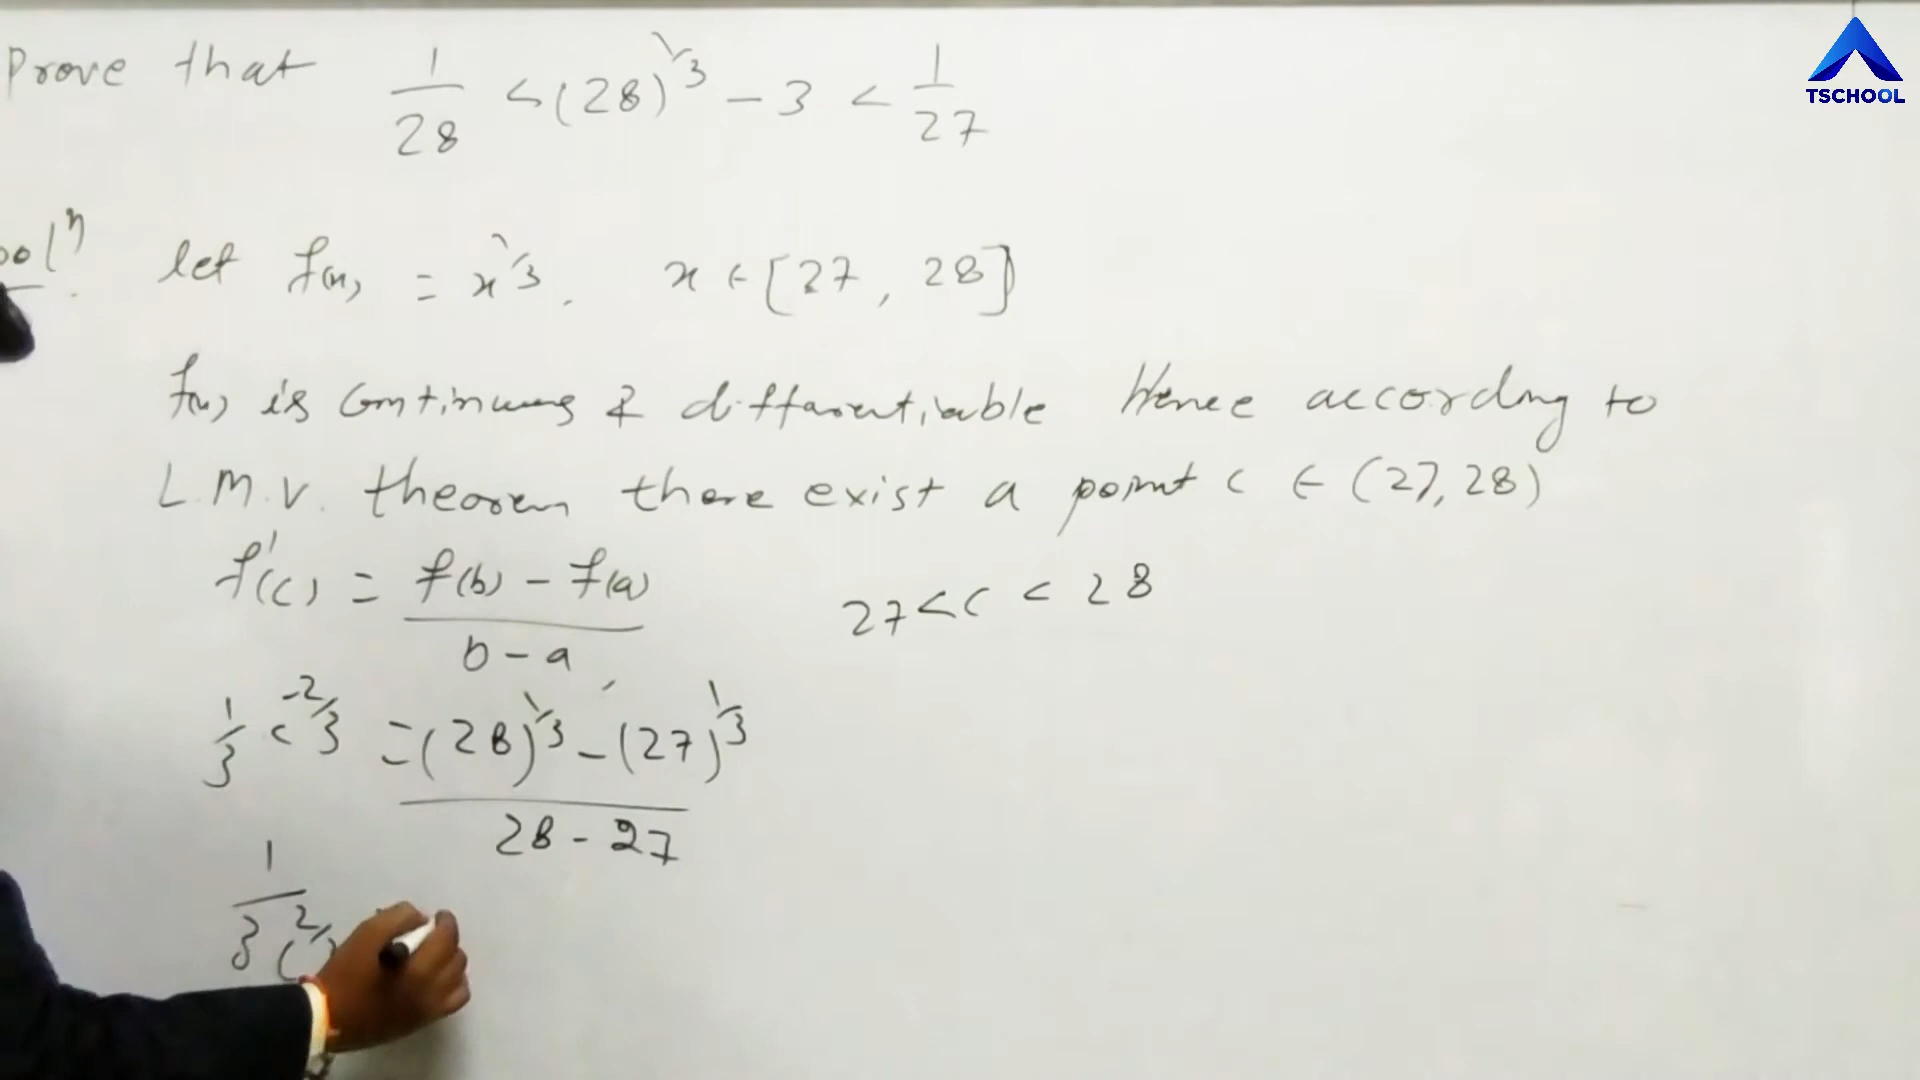 TSCHOOL
Prove that 1/28 < (28)^1/3 - 3 < 1/27
let f(x) = x^1/3, x ∈ [27, 28]
f(x) is continuous & differentiable Hence according to
L.M.V. theorem there exist a point c ∈ (27, 28)
f'(c) = f(b) - f(a) / b - a 27 < c < 28
1/3 c^-2/3 = (28)^1/3 - (27)^1/3 / 28 - 27
1 / 3 c^2/